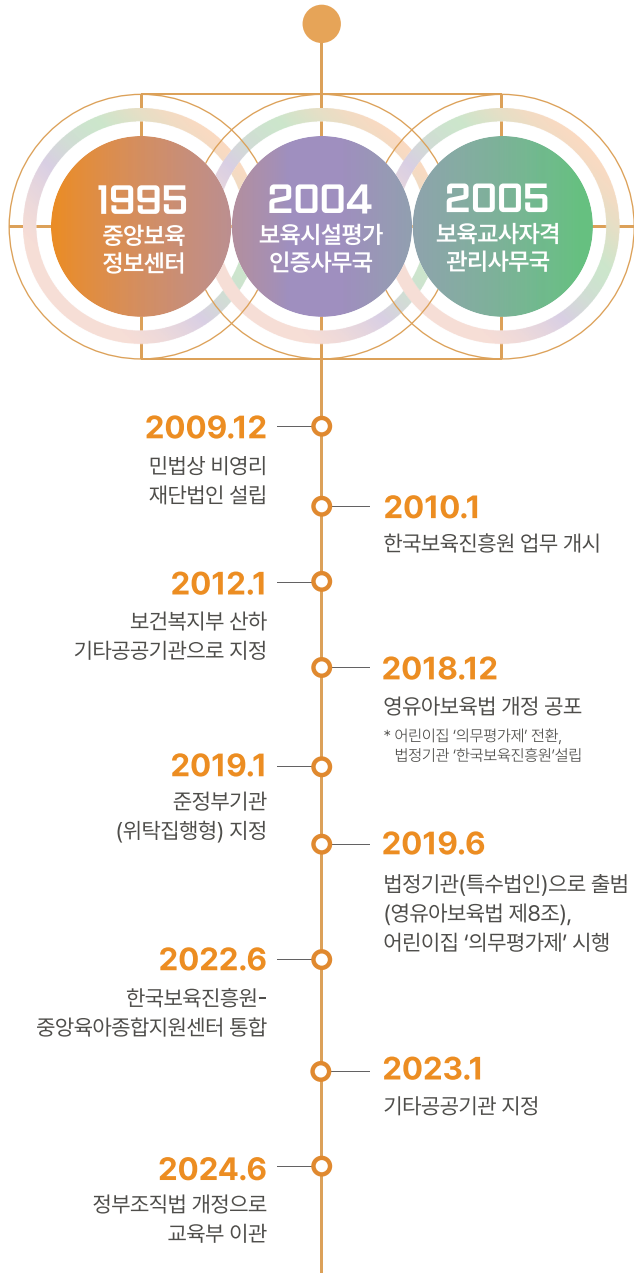 1995
중앙보육
정보센터
2004
보육시설평가
인증사무국
2005
보육교사자격
관리사무국
2009.12
민법상 비영리
재단법인 설립
2010.1
한국보육진흥원 업무 개시
2012.1
보건복지부 산하
기타공공기관으로 지정
2018.12
영유아보육법 개정 공포
* 어린이집 ‘의무평가제’ 전환,
법정기관 ‘한국보육진흥원’설립
2019.1
준정부기관
(위탁집행형) 지정
2019.6
법정기관(특수법인)으로 출범
(영유아보육법 제8조),
어린이집 ‘의무평가제’ 시행
2022.6
한국보육진흥원-
중앙육아종합지원센터 통합
2023.1
기타공공기관 지정
2024.6
정부조직법 개정으로
교육부 이관